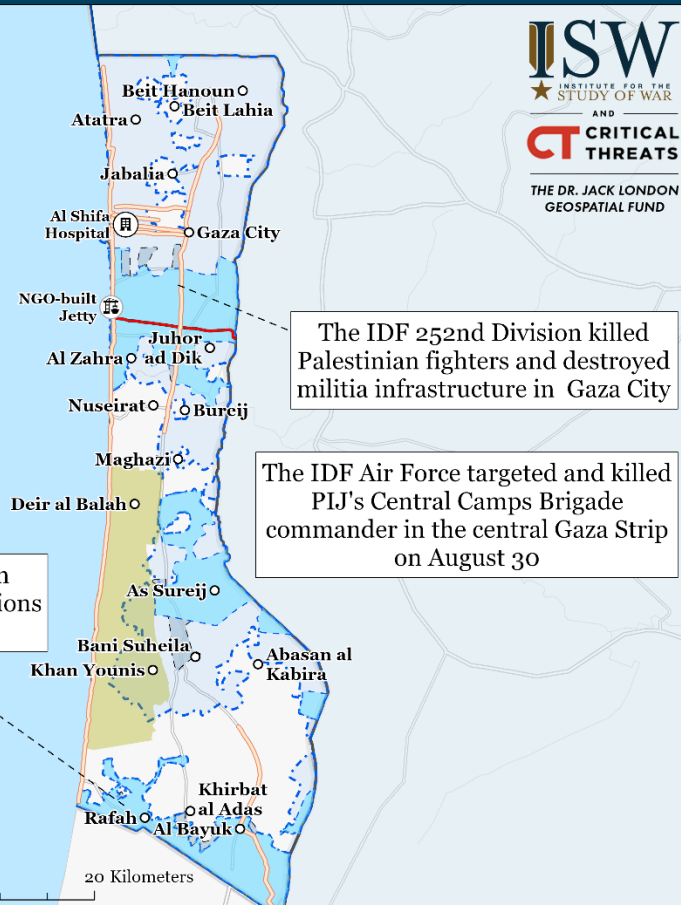 ISW
INSTITUTE FOR THE
STUDY OF WAR
AND
CT CRITICAL
THREATS
THE DR. JACK LONDON
GEOSPATIAL FUND
Beit Hanoun
Beit Lahia
Atatra
Jabalia
Al Shifa
Hospital
Gaza City
NGO-built
Jetty
The IDF 252nd Division killed
Palestinian fighters and destroyed
militia infrastructure in Gaza City
Juhor
ad Dik
Al Zahra
Nuseirat
Bureij
Maghazi
The IDF Air Force targeted and killed
PIJ's Central Camps Brigade
commander in the central Gaza Strip
on August 30
Deir al Balah
As Sureij
Bani Suheila
Abasan al
Kabira
Khan Younis
Khirbat
al Adas
Rafah
Al Bayuk
20 Kilometers